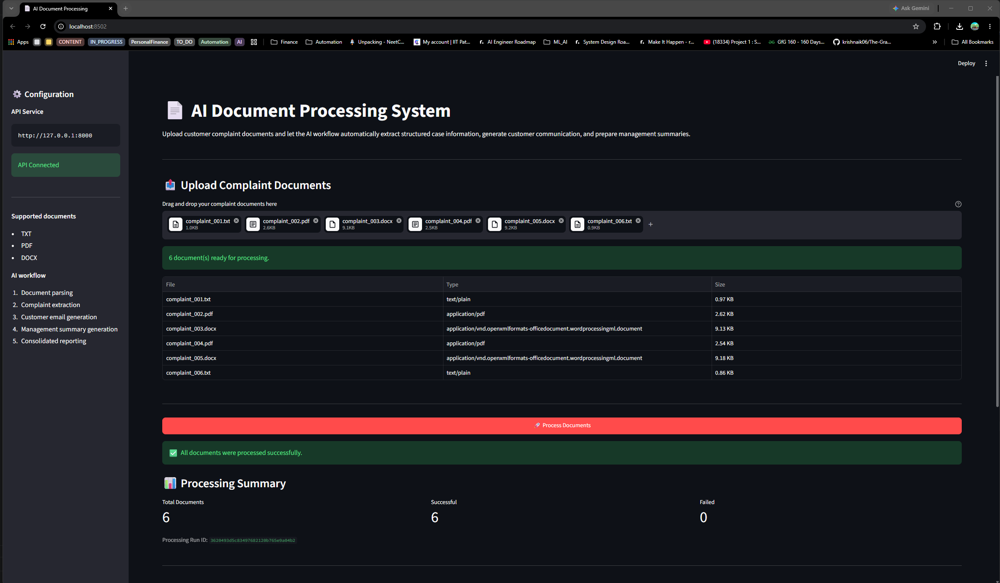 AI Document Processing
Ask Gemini
localhost:8502
Apps
CONTENT
IN_PROGRESS
PersonalFinance
TO_DO
Automation
AI
Finance
Automation
Unpacking - NeetC...
My account | IIT Pat...
AI Engineer Roadmap
ML_AI
System Design Roa...
Make It Happen - r...
(18334) Project 1 : S...
GfG 160 - 160 Days...
krishnaik06/The-Gra...
All Bookmarks
Deploy
Configuration
API Service
http://127.0.0.1:8000
API Connected
Supported documents
• TXT
• PDF
• DOCX
AI workflow
1. Document parsing
2. Complaint extraction
3. Customer email generation
4. Management summary generation
5. Consolidated reporting
AI Document Processing System
Upload customer complaint documents and let the AI workflow automatically extract structured case information, generate customer communication, and prepare management summaries.
Upload Complaint Documents
Drag and drop your complaint documents here
complaint_001.txt
1.0KB
complaint_002.pdf
2.6KB
complaint_003.docx
9.1KB
complaint_004.pdf
2.5KB
complaint_005.docx
9.2KB
complaint_006.txt
0.9KB
6 document(s) ready for processing.
File Type Size
complaint_001.txt text/plain 0.97 KB
complaint_002.pdf application/pdf 2.62 KB
complaint_003.docx application/vnd.openxmlformats-officedocument.wordprocessingml.document 9.13 KB
complaint_004.pdf application/pdf 2.54 KB
complaint_005.docx application/vnd.openxmlformats-officedocument.wordprocessingml.document 9.18 KB
complaint_006.txt text/plain 0.86 KB
Process Documents
All documents were processed successfully.
Processing Summary
Total Documents Successful Failed
6 6 0
Processing Run ID: 3620493d5c83497682120b765e9a04b2